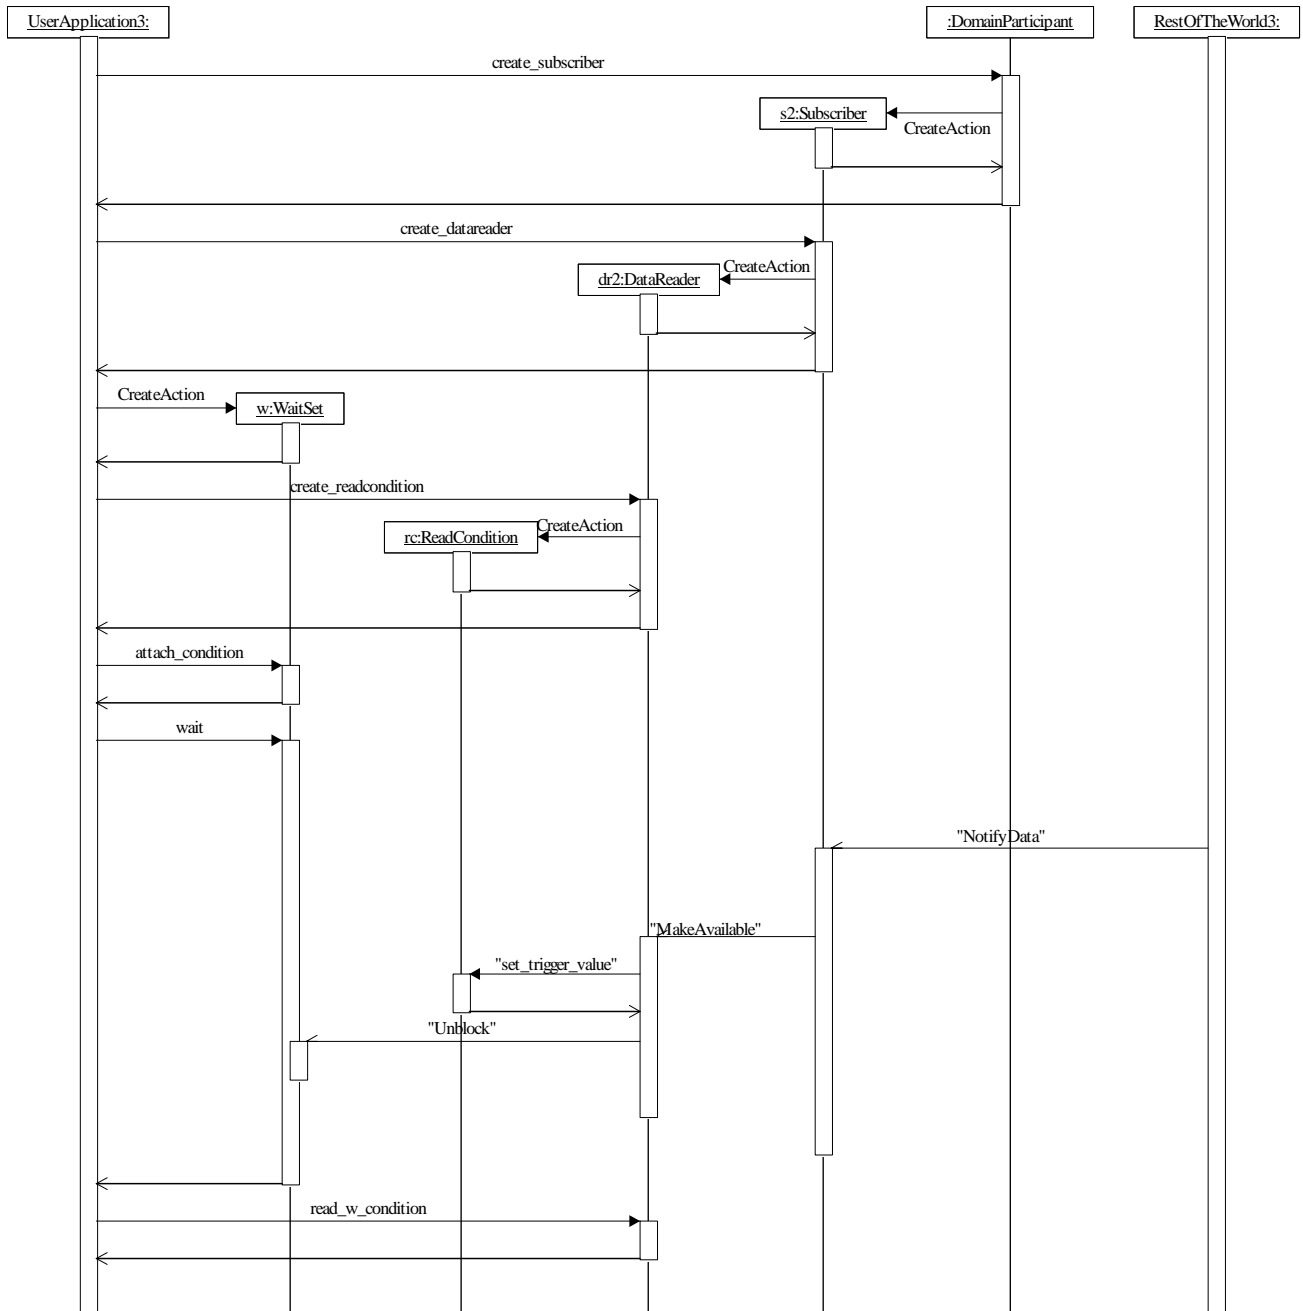 UserApplication3:
:DomainParticipant
RestOfTheWorld3:
create_subscriber
s2:Subscriber
CreateAction
create_datareader
CreateAction
dr2:DataReader
CreateAction
w:WaitSet
create_readcondition
CreateAction
rc:ReadCondition
attach_condition
wait
"NotifyData"
"MakeAvailable"
"set_trigger_value"
"Unblock"
read_w_condition